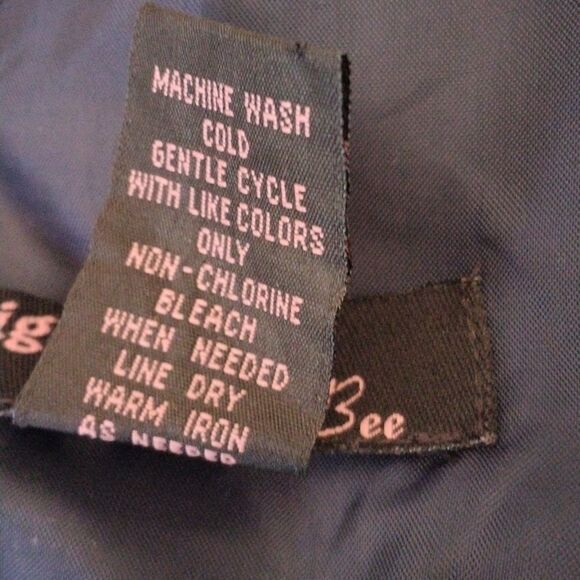 MACHINE WASH
COLD
GENTLE CYCLE
WITH LIKE COLORS
ONLY
NON-CHLORINE
BLEACH
WHEN NEEDED
LINE DRY
WARM IRON
AS NEEDED
ig Bee